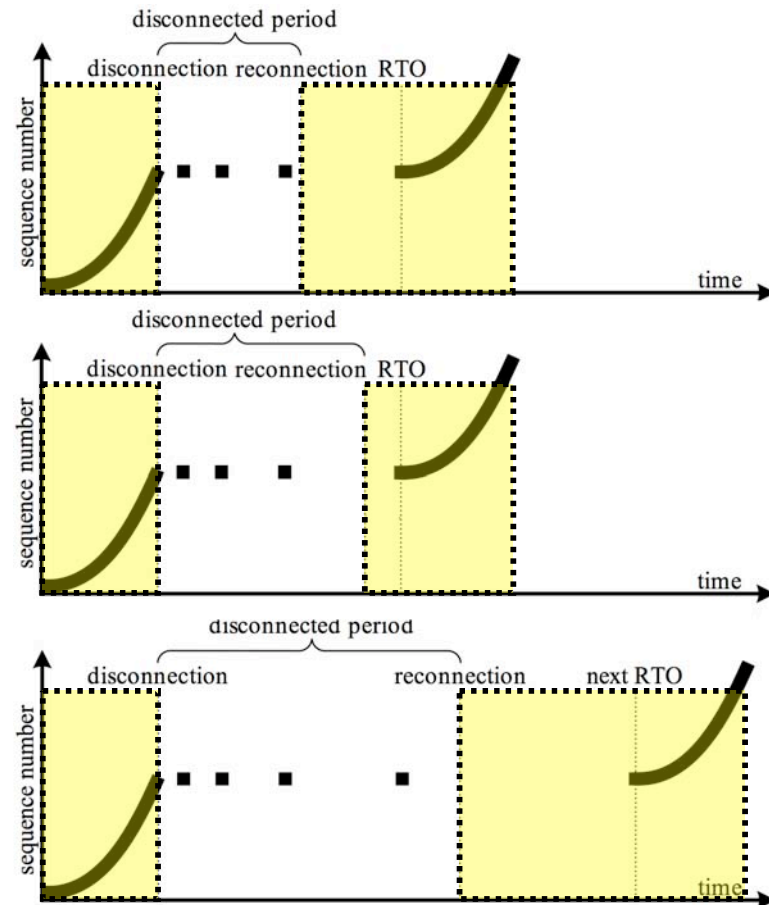 disconnected period
disconnection reconnection RTO
sequence number
time
disconnected period
disconnection reconnection RTO
sequence number
time
disconnected period
disconnection reconnection next RTO
sequence number
time